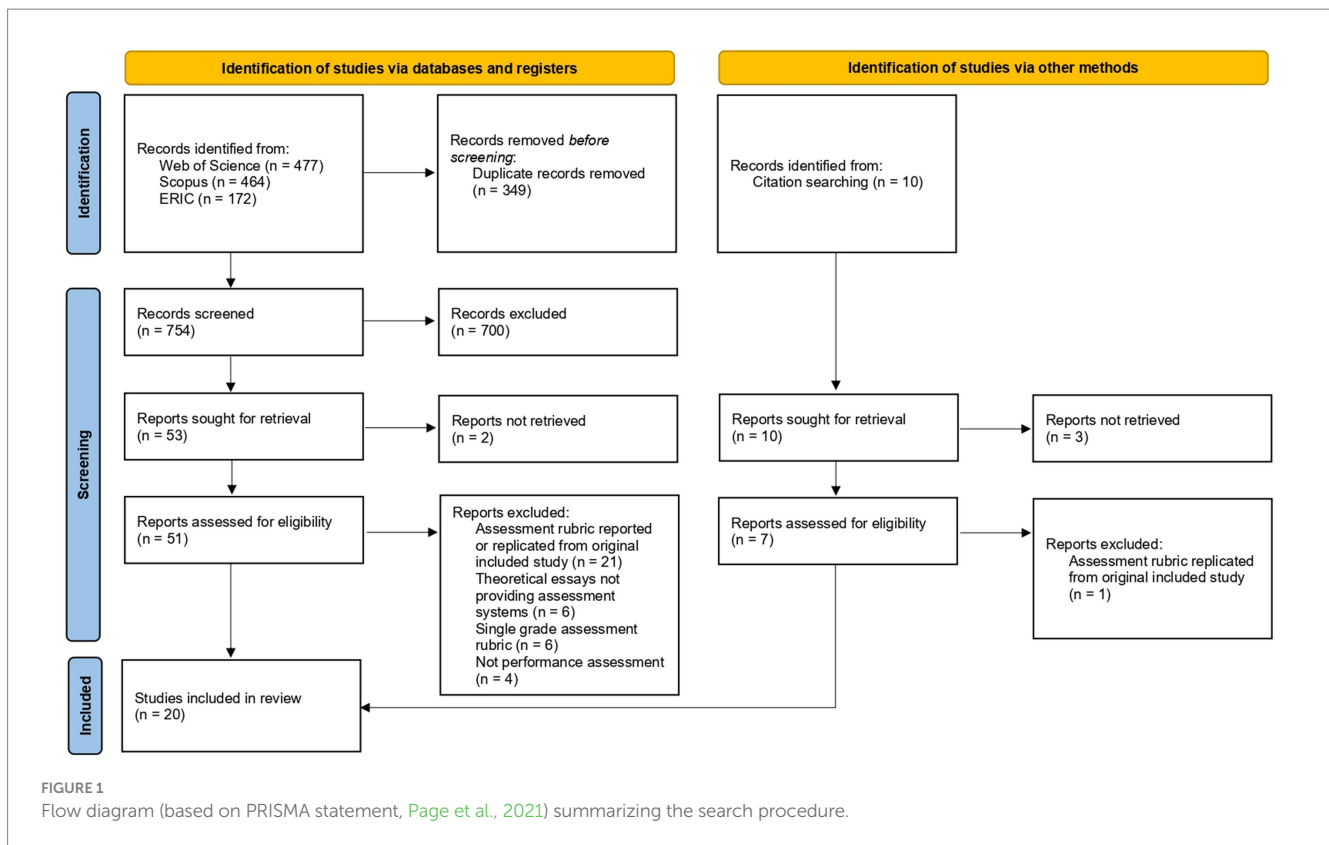 Identification of studies via databases and registers
Identification of studies via other methods
Identification
Records identified from:
Web of Science (n = 477)
Scopus (n = 464)
ERIC (n = 172)
Records removed before
screening:
Duplicate records removed
(n = 349)
Records identified from:
Citation searching (n = 10)
Screening
Records screened
(n = 754)
Records excluded
(n = 700)
Reports sought for retrieval
(n = 53)
Reports not retrieved
(n = 2)
Reports sought for retrieval
(n = 10)
Reports not retrieved
(n = 3)
Reports assessed for eligibility
(n = 51)
Reports excluded:
Assessment rubric reported
or replicated from original
included study (n = 21)
Theoretical essays not
providing assessment
systems (n = 6)
Single grade assessment
rubric (n = 6)
Not performance assessment
(n = 4)
Reports assessed for eligibility
(n = 7)
Reports excluded:
Assessment rubric replicated
from original included study
(n = 1)
Included
Studies included in review
(n = 20)
FIGURE 1
Flow diagram (based on PRISMA statement, Page et al., 2021) summarizing the search procedure.